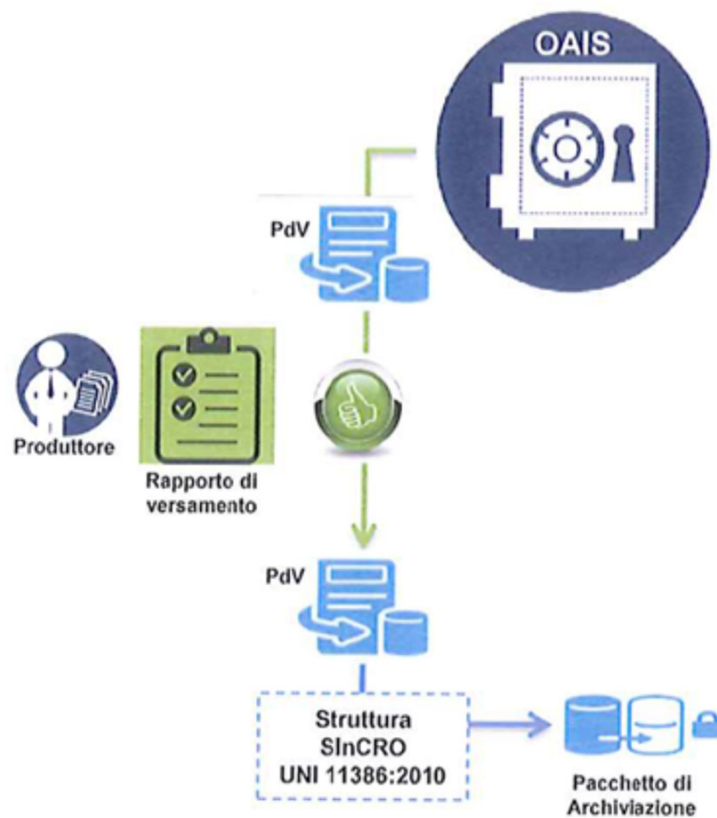 OAIS
PdV
Produttore
Rapporto di
versamento
PdV
Struttura
SInCRO
UNI 11386:2010
Pacchetto di
Archiviazione